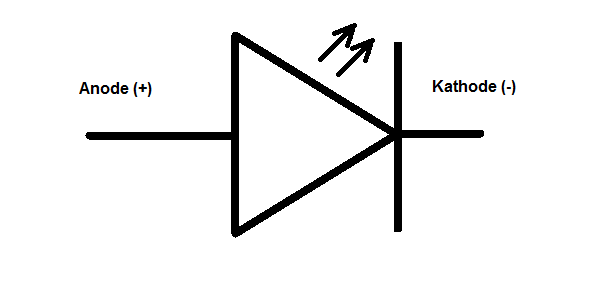 Anode (+)
Kathode (-)